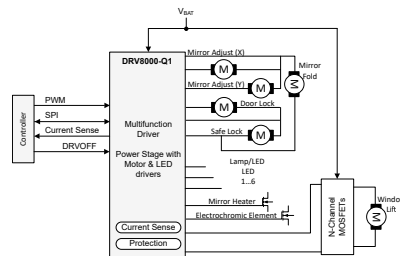 VBAT
DRV8000-Q1
Multifunction
Driver
Power Stage with
Motor & LED
drivers
Current Sense
Protection
Controller
PWM
SPI
Current Sense
DRVOFF
Mirror Adjust (X)
M
Mirror Adjust (Y)
M
M
Door Lock
Safe Lock
M
Mirror
Fold
M
Lamp/LED
LED
1...6
Mirror Heater
Electrochromic Element
N-Channel
MOSFETs
Windo
Lift
M